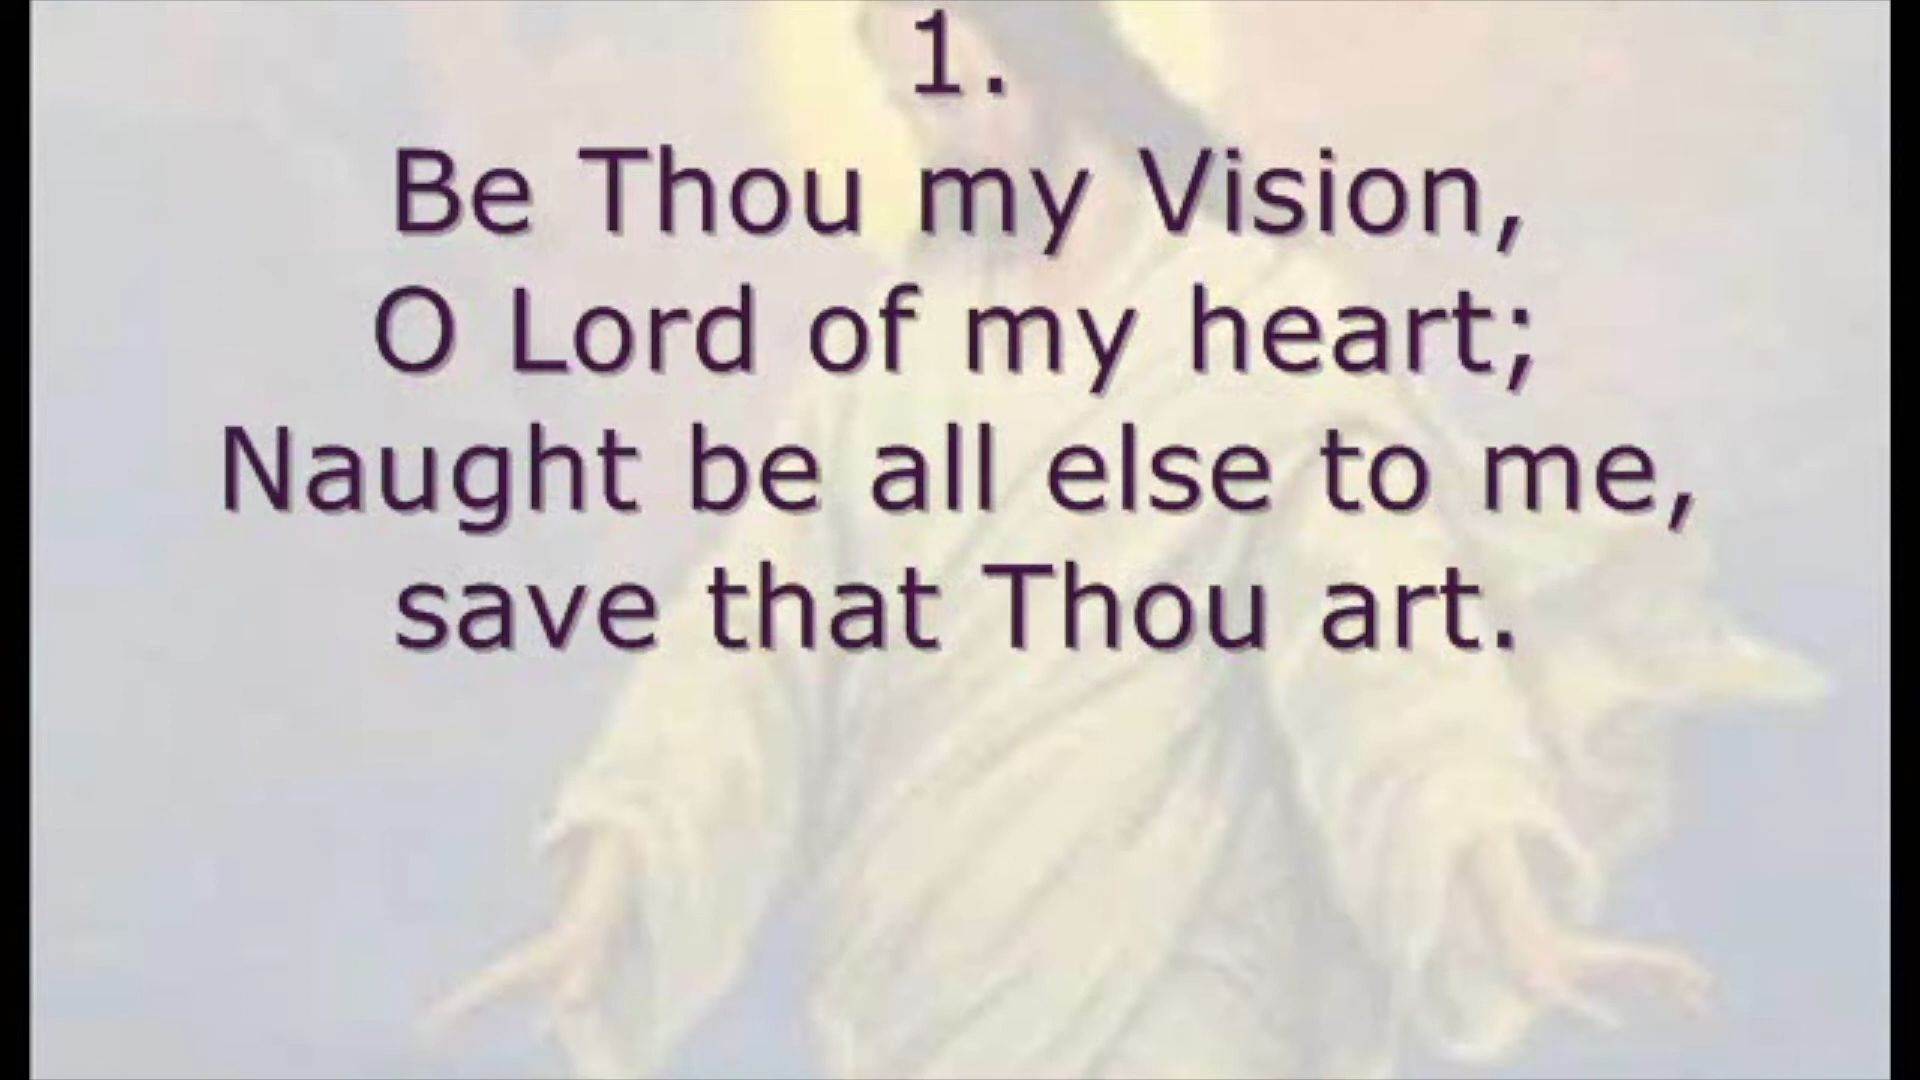 1.
Be Thou my Vision,
O Lord of my heart;
Naught be all else to me,
save that Thou art.